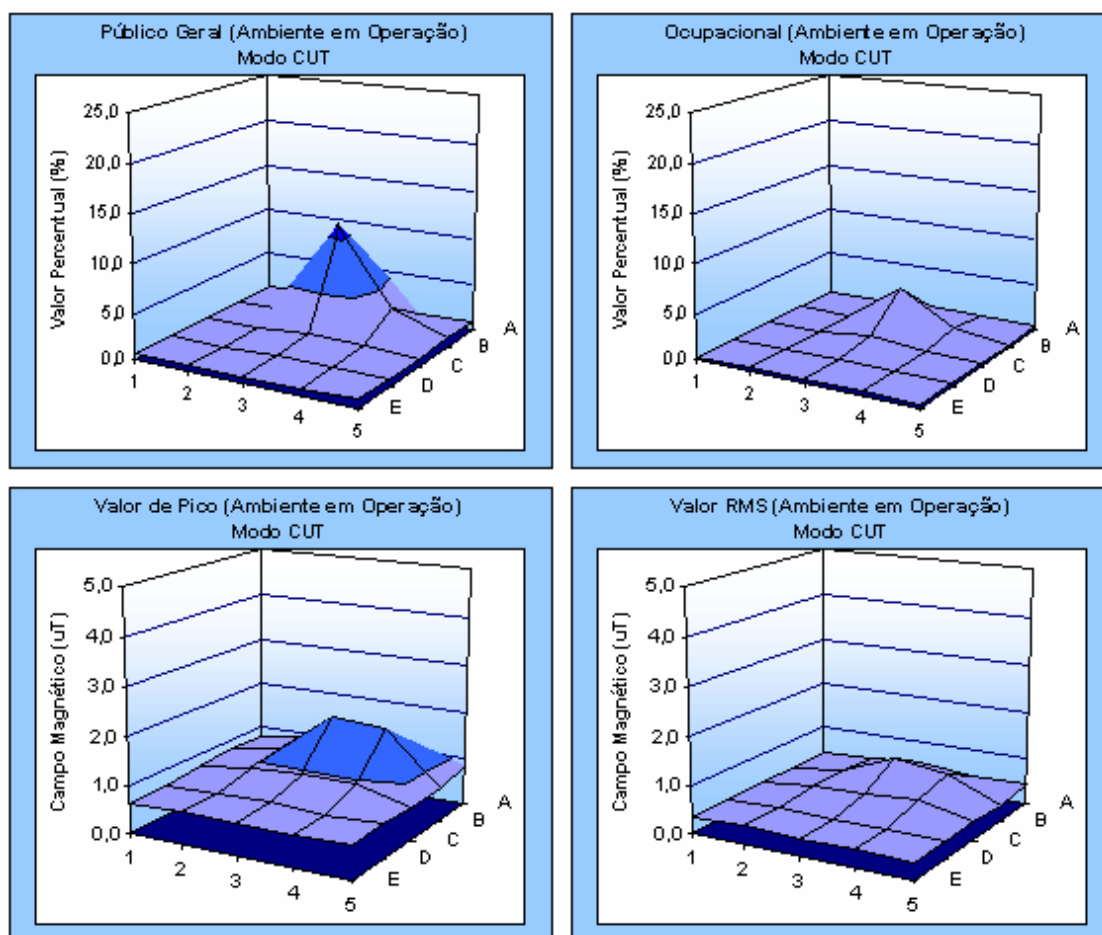 Público Geral (Ambiente em Operação)
Modo CUT
Valor Percentual (%)
25,0
20,0
15,0
10,0
5,0
0,0
1
2
3
4
5
E
D
C
B
A
Ocupacional (Ambiente em Operação)
Modo CUT
Valor Percentual (%)
25,0
20,0
15,0
10,0
5,0
0,0
1
2
3
4
5
E
D
C
B
A
Valor de Pico (Ambiente em Operação)
Modo CUT
Campo Magnético (uT)
5,0
4,0
3,0
2,0
1,0
0,0
1
2
3
4
5
E
D
C
B
A
Valor RMS (Ambiente em Operação)
Modo CUT
Campo Magnético (uT)
5,0
4,0
3,0
2,0
1,0
0,0
1
2
3
4
5
E
D
C
B
A